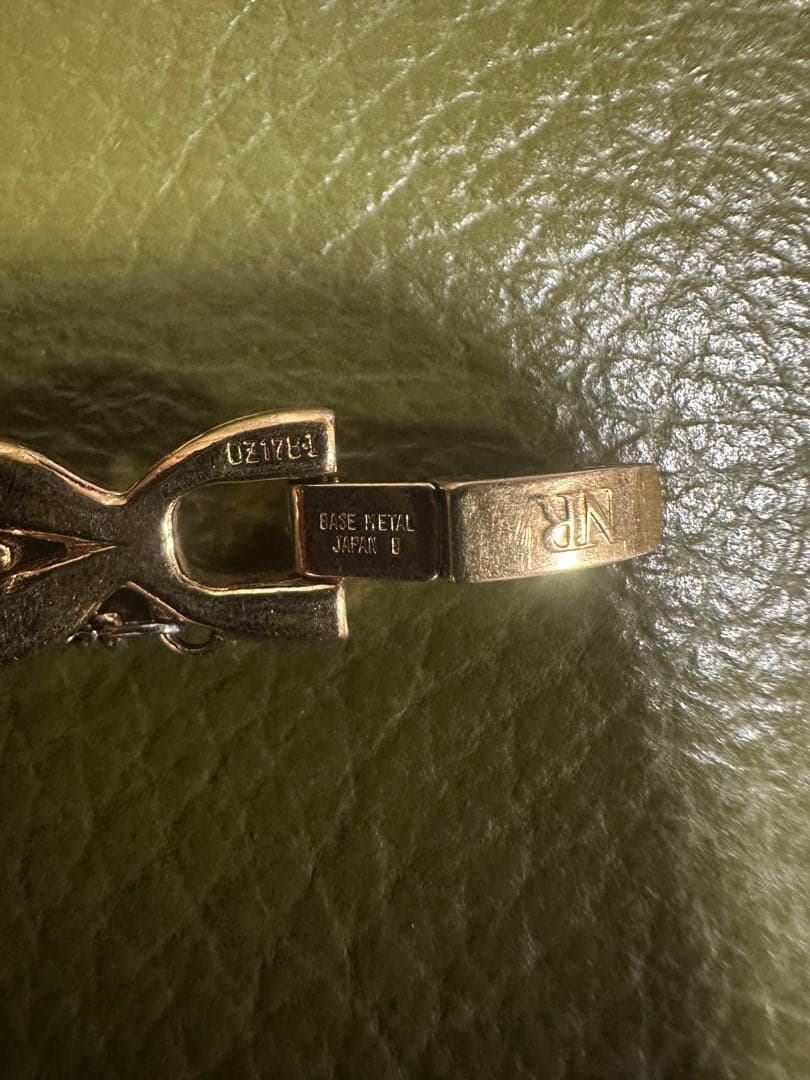 DZ17B-1
BASE METAL
JAPAN B
NR